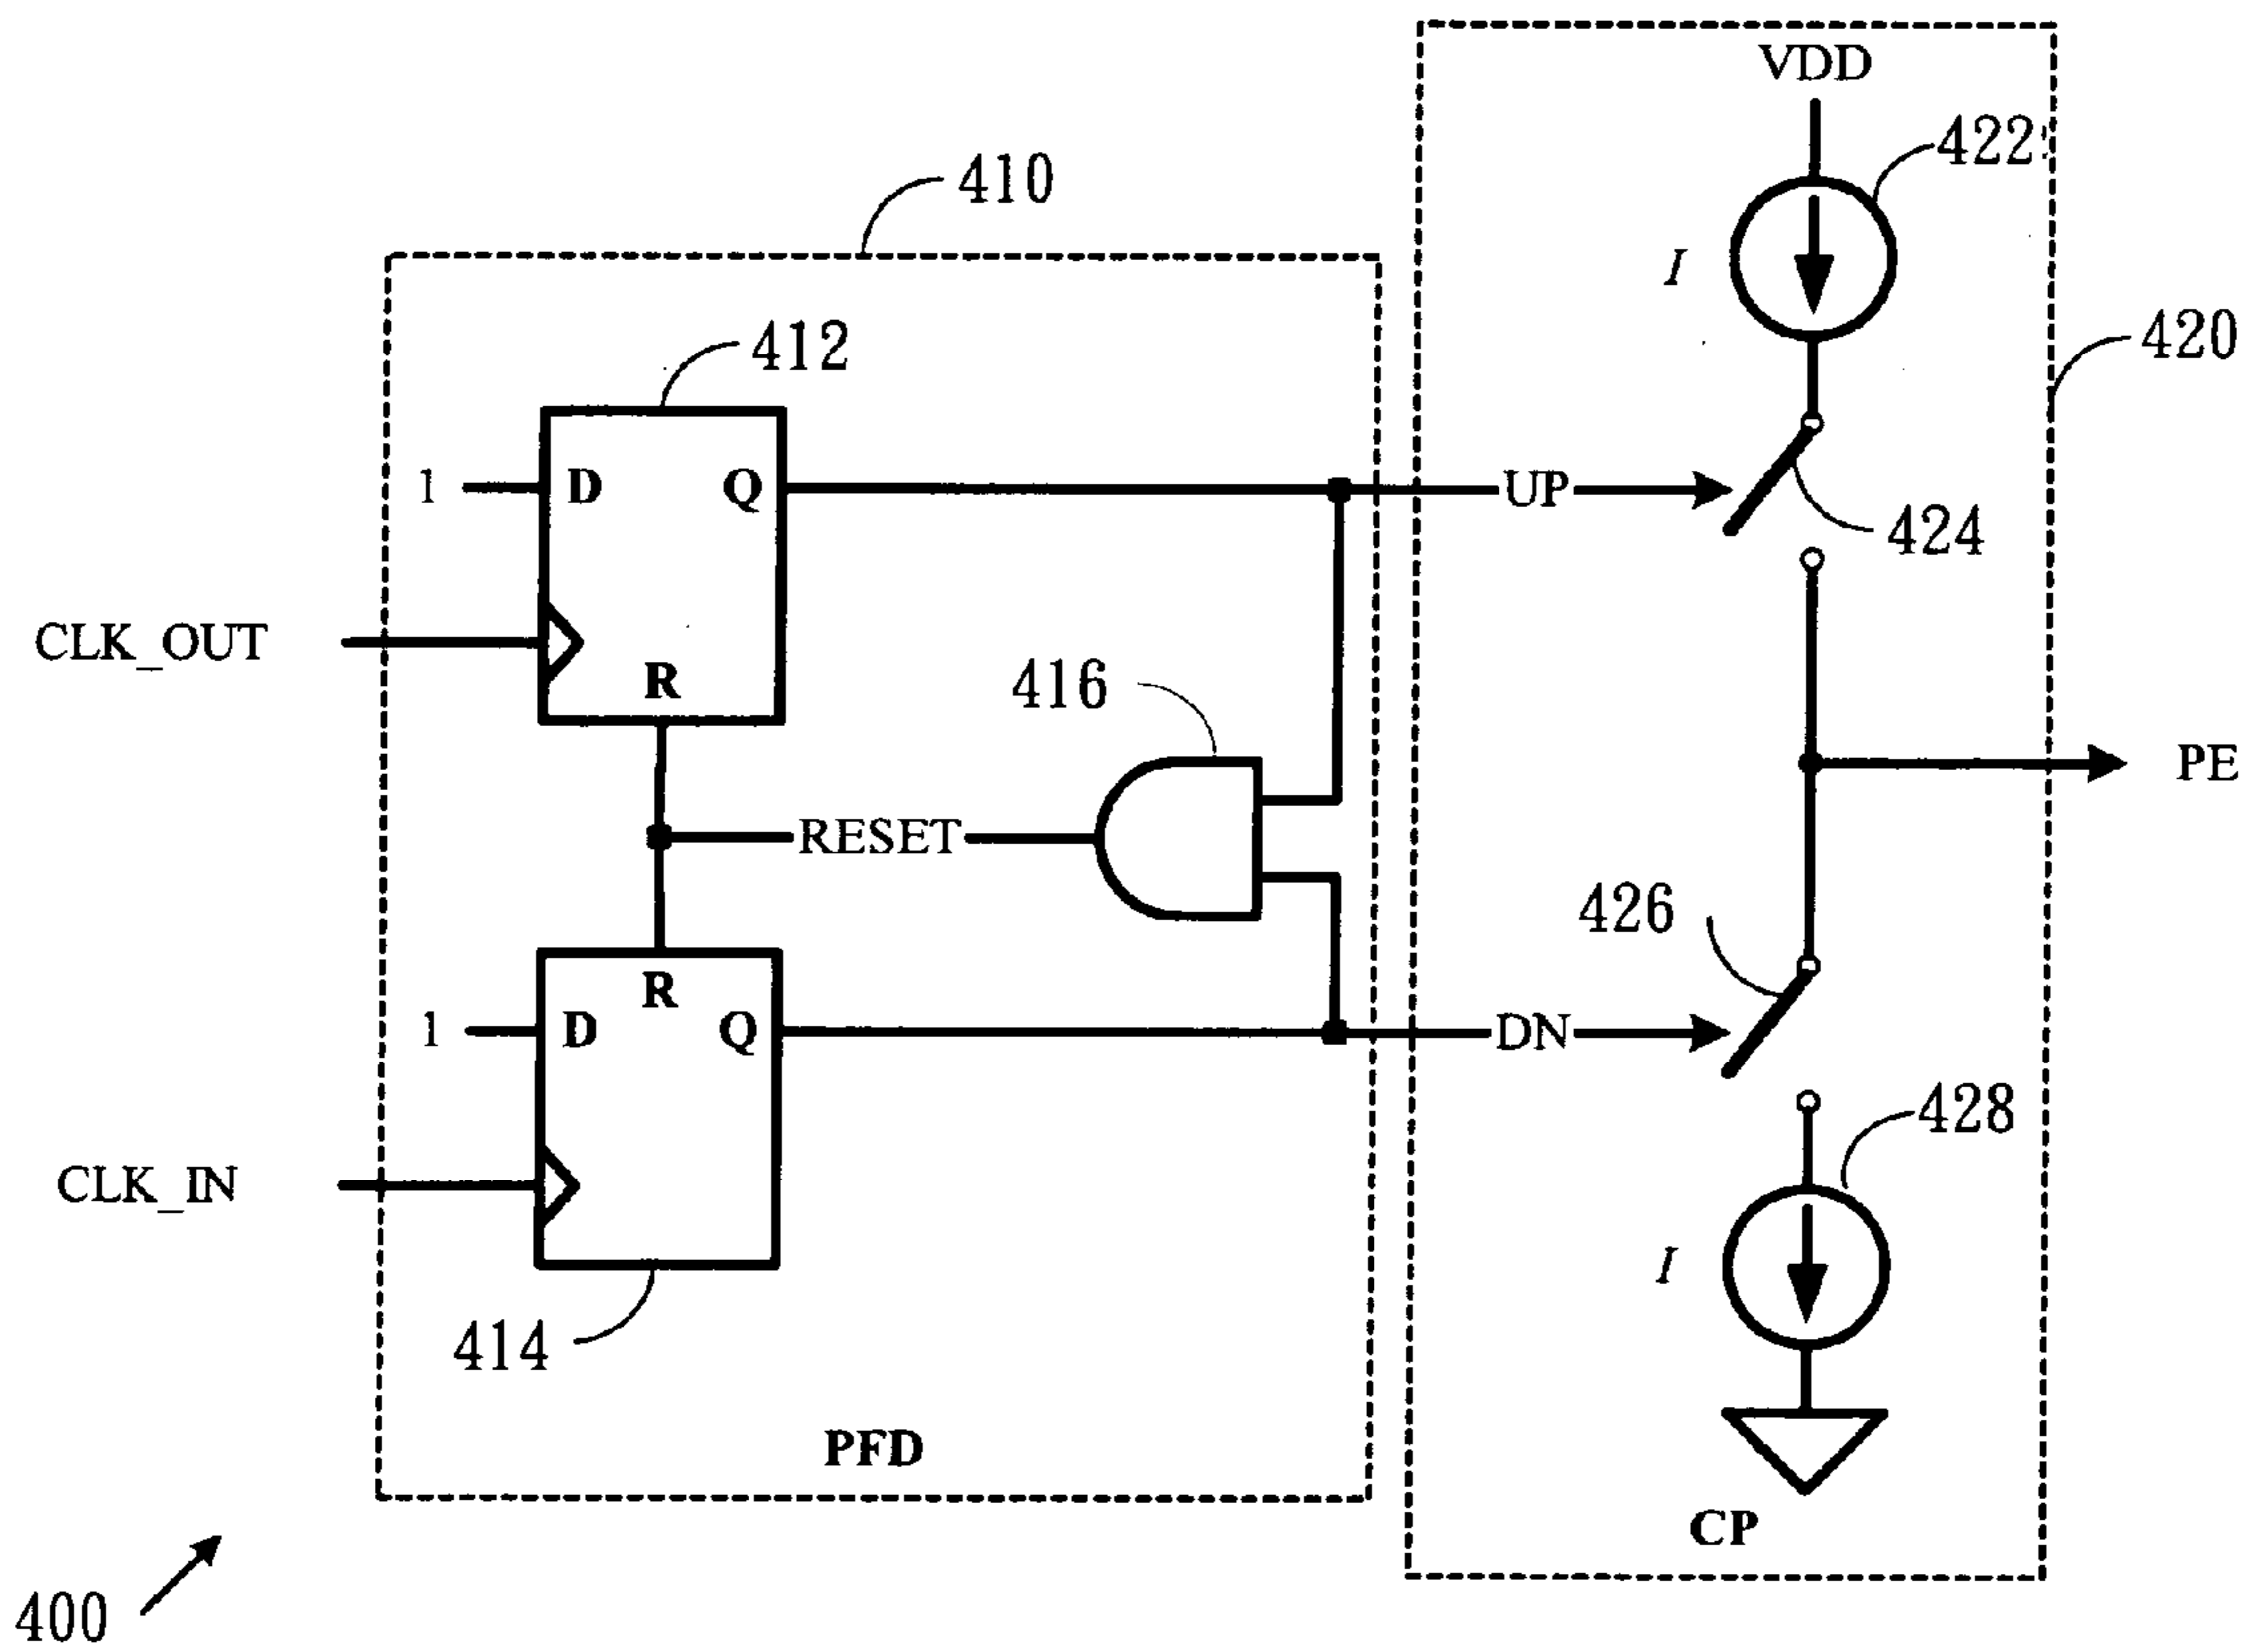 VDD
422
410
I
420
412
1
D
Q
UP
424
CLK_OUT
R
416
PE
RESET
426
R
1
D
Q
DN
428
CLK_IN
I
414
PFD
CP
400